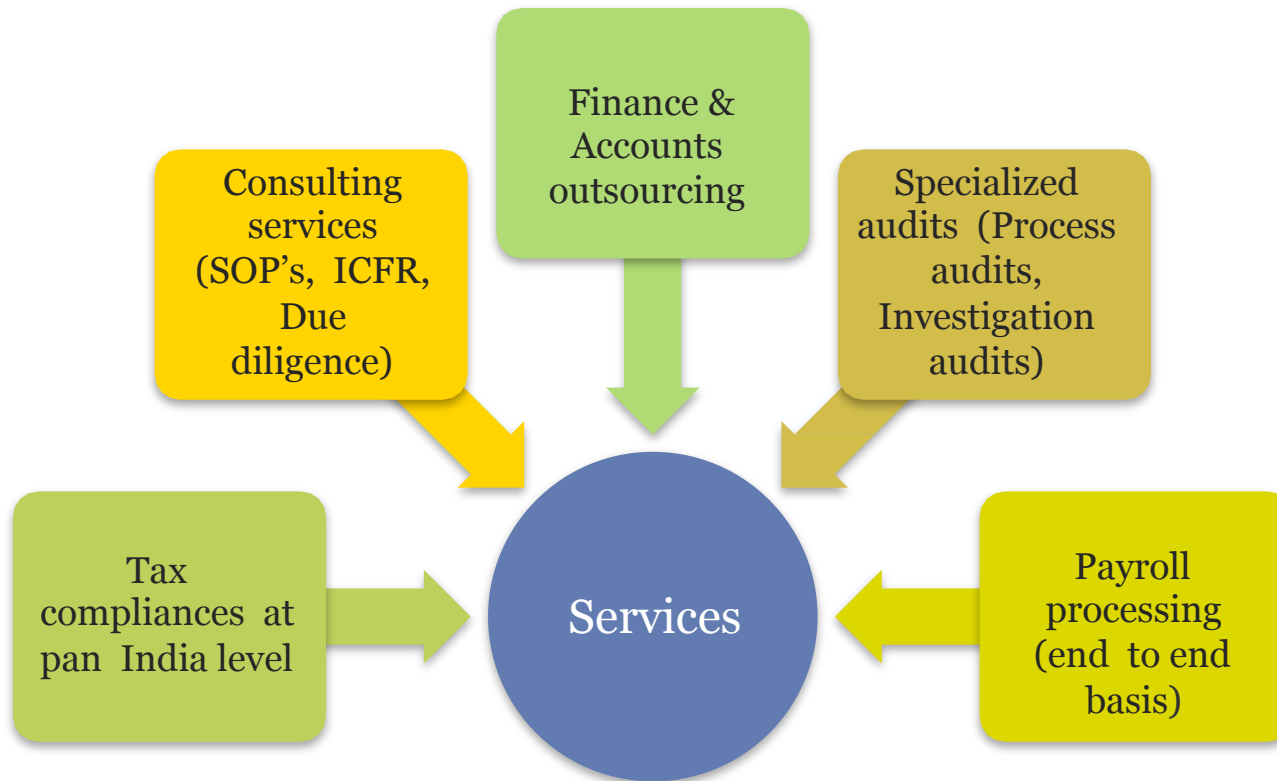 Finance &
Accounts
outsourcing
Consulting
services
(SOP’s, ICFR,
Due
diligence)
Specialized
audits (Process
audits,
Investigation
audits)
Tax
compliances at
pan India level
Services
Payroll
processing
(end to end
basis)